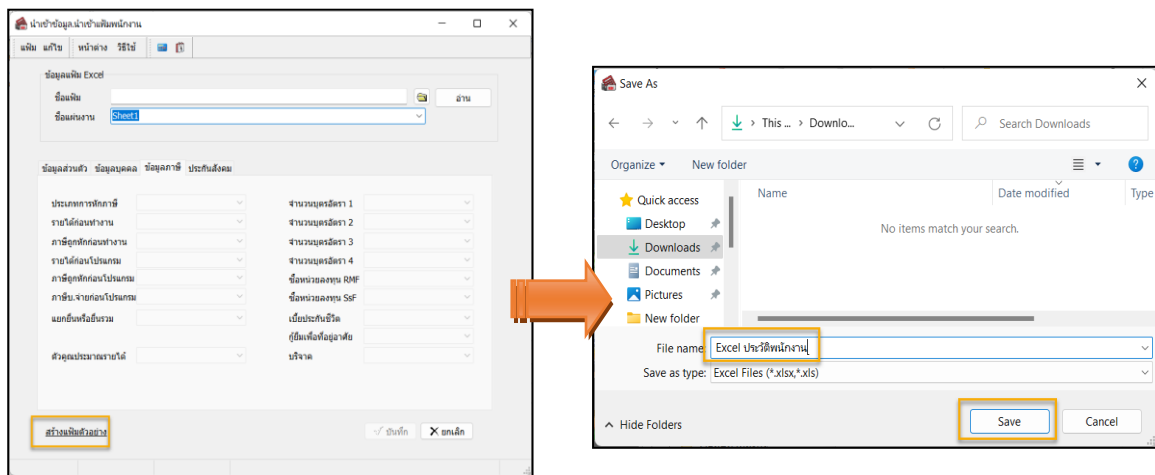 นำเข้าข้อมูล.นำเข้าแฟ้มพนักงาน
แฟ้ม แก้ไข หน้าต่าง วิธีใช้
ข้อมูลแฟ้ม Excel
ชื่อแฟ้ม อ่าน
ชื่อแผ่นงาน Sheet1
ข้อมูลส่วนตัว ข้อมูลบุคคล ข้อมูลภาษี ประกันสังคม
ประเภทการหักภาษี จำนวนบุตรอัตรา 1
รายได้ก่อนทำงาน จำนวนบุตรอัตรา 2
ภาษีถูกหักก่อนทำงาน จำนวนบุตรอัตรา 3
รายได้ก่อนโปรแกรม จำนวนบุตรอัตรา 4
ภาษีถูกหักก่อนโปรแกรม ซื้อหน่วยลงทุน RMF
ภาษีบ.จ่ายก่อนโปรแกรม ซื้อหน่วยลงทุน SsF
แยกยื่นหรือยื่นรวม เบี้ยประกันชีวิต
กู้ยืมเพื่อที่อยู่อาศัย
ตัวคูณประมาณรายได้ บริจาค
สร้างแฟ้มตัวอย่าง บันทึก ยกเลิก
Save As
This ... › Downlo... Search Downloads
Organize New folder
Name Date modified Type
Quick access
No items match your search.
Desktop
Downloads
Documents
Pictures
New folder
File name: Excel ประวัติพนักงาน
Save as type: Excel Files (*.xlsx,*.xls)
Hide Folders Save Cancel